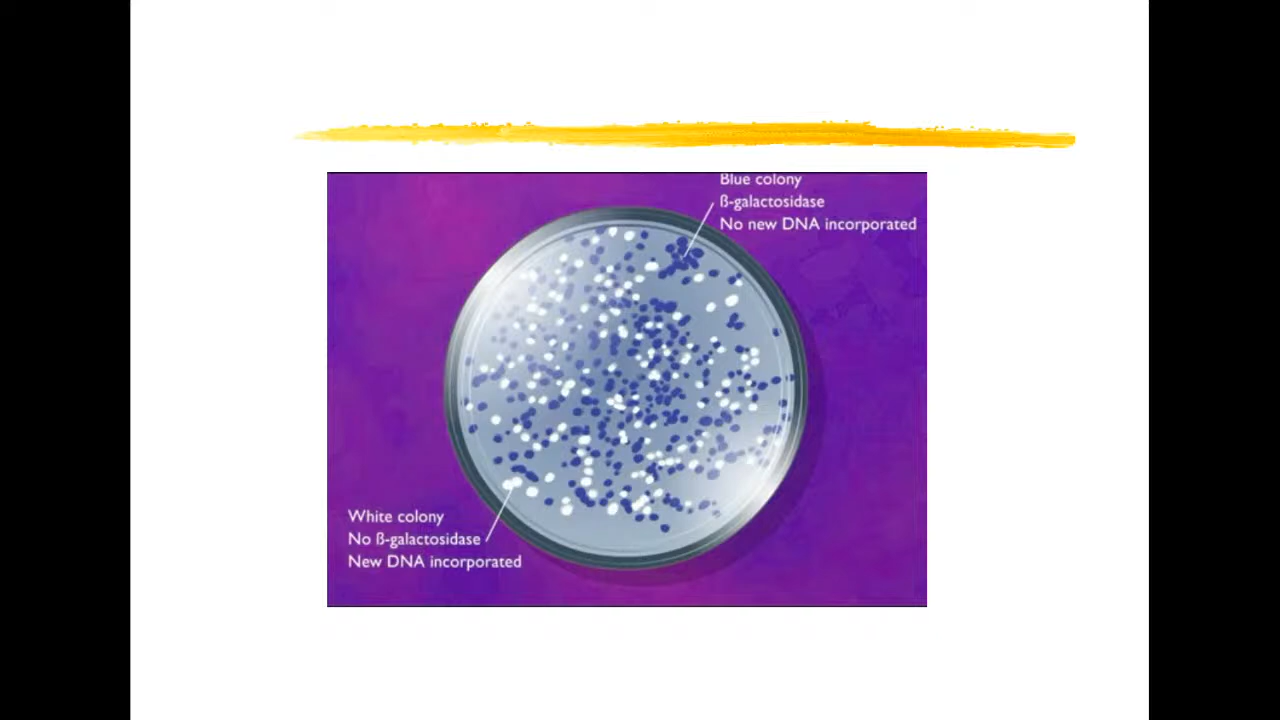 Blue colony
ß-galactosidase
No new DNA incorporated
White colony
No ß-galactosidase
New DNA incorporated